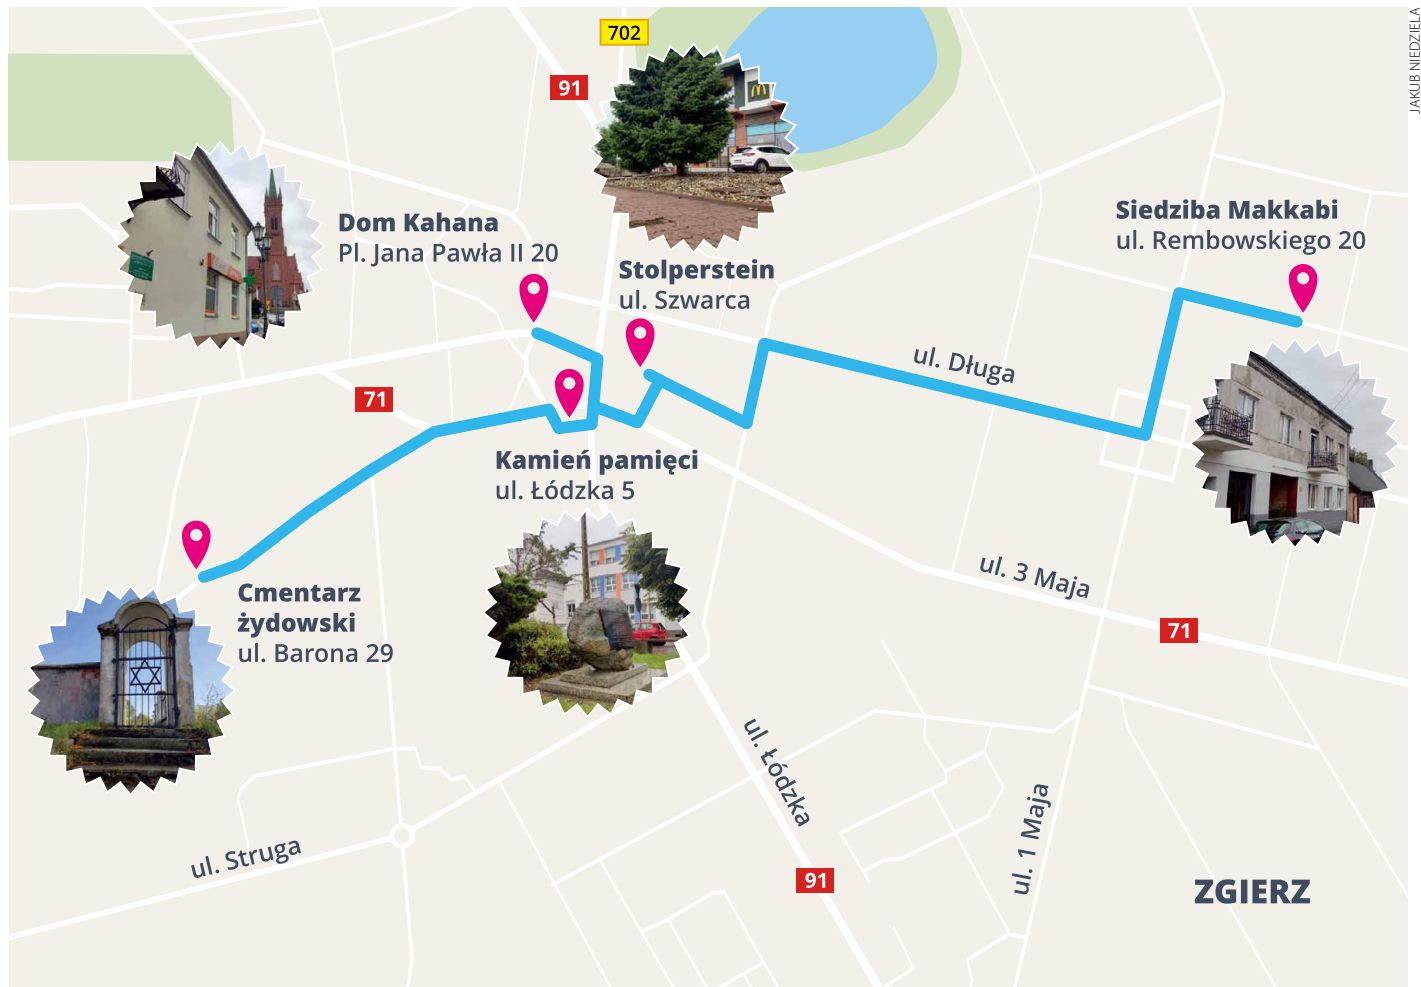 JAKUB NIEDZIELA
702
91
Siedziba Makkabi
ul. Rembowskiego 20
Dom Kahana
Pl. Jana Pawła II 20
Stolperstein
ul. Szwarca
ul. Długa
71
Kamień pamięci
ul. Łódzka 5
ul. 3 Maja
Cmentarz
żydowski
ul. Barona 29
71
ul. Łódzka
ul. 1 Maja
ul. Struga
91
ZGIERZ